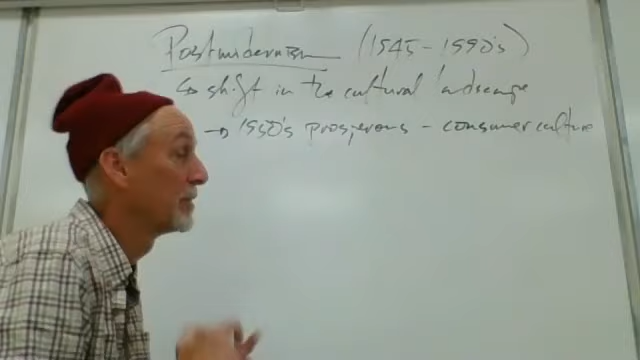 Postmodernism (1945-1990's)
↳ shift in the cultural landscape
→ 1950's prosperous - consumer culture